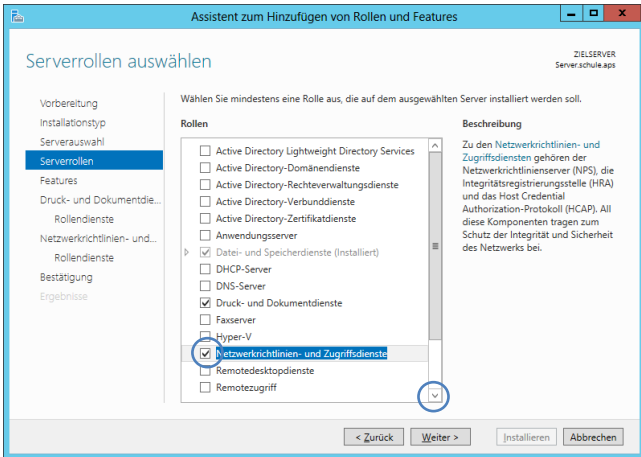 Assistent zum Hinzufügen von Rollen und Features
Serverrollen auswählen
ZIELSERVER
Server.schule.aps
Vorbereitung
Installationstyp
Serverauswahl
Serverrollen
Features
Druck- und Dokumentdie...
Rollendienste
Netzwerkrichtlinien- und...
Rollendienste
Bestätigung
Ergebnisse
Wählen Sie mindestens eine Rolle aus, die auf dem ausgewählten Server installiert werden soll.
Rollen
Active Directory Lightweight Directory Services
Active Directory-Domänendienste
Active Directory-Rechteverwaltungsdienste
Active Directory-Verbunddienste
Active Directory-Zertifikatdienste
Anwendungsserver
Datei- und Speicherdienste (Installiert)
DHCP-Server
DNS-Server
Druck- und Dokumentdienste
Faxserver
Hyper-V
Netzwerkrichtlinien- und Zugriffsdienste
Remotedesktopdienste
Remotezugriff
Beschreibung
Zu den Netzwerkrichtlinien- und
Zugriffsdiensten gehören der
Netzwerkrichtlinienserver (NPS), die
Integritätsregistrierungsstelle (HRA)
und das Host Credential
Authorization-Protokoll (HCAP). All
diese Komponenten tragen zum
Schutz der Integrität und Sicherheit
des Netzwerks bei.
< Zurück
Weiter >
Installieren
Abbrechen